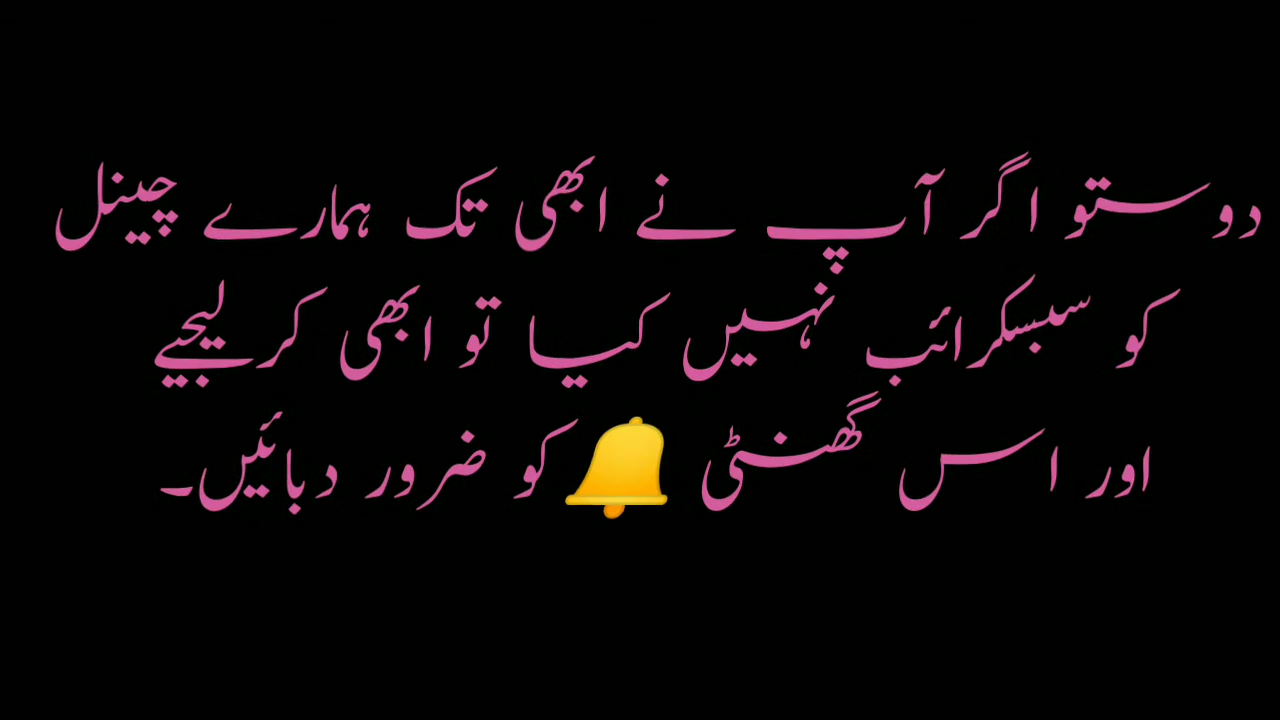 دوستو اگر آپ نے ابھی تک ہمارے چینل
کو سبسکرائب نہیں کیا تو ابھی کر لیجیے
اور اس گھنٹی 🔔 کو ضرور دبائیں۔